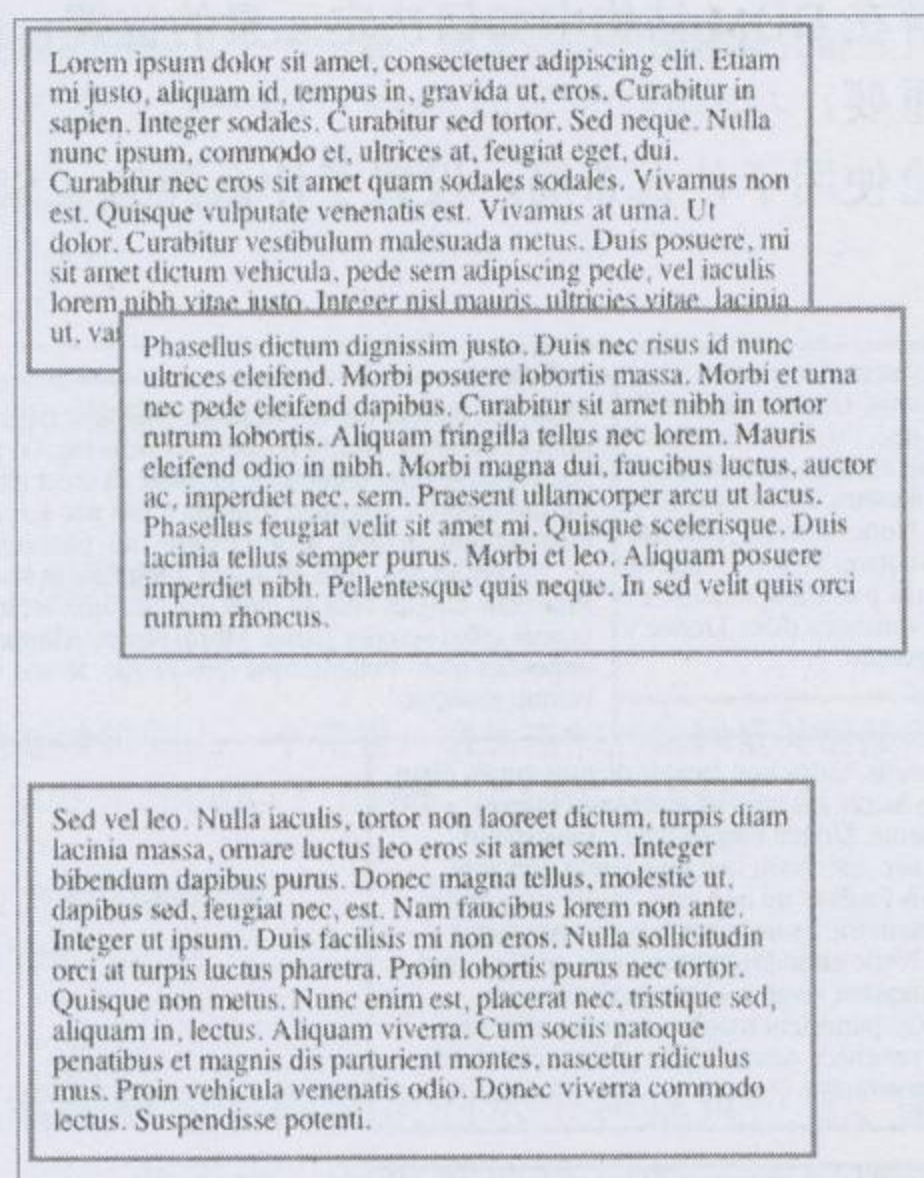 Lorem ipsum dolor sit amet, consectetuer adipiscing elit. Etiam
mi justo, aliquam id, tempus in, gravida ut, eros. Curabitur in
sapien. Integer sodales. Curabitur sed tortor. Sed neque. Nulla
nunc ipsum, commodo et, ultrices at, feugiat eget, dui.
Curabitur nec eros sit amet quam sodales sodales. Vivamus non
est. Quisque vulputate venenatis est. Vivamus at urna. Ut
dolor. Curabitur vestibulum malesuada metus. Duis posuere, mi
sit amet dictum vehicula, pede sem adipiscing pede, vel iaculis
lorem nibh vitae justo. Integer nisl mauris, ultricies vitae, lacinia
ut,
Phasellus dictum dignissim justo. Duis nec risus id nunc
ultrices eleifend. Morbi posuere lobortis massa. Morbi et urna
nec pede eleifend dapibus. Curabitur sit amet nibh in tortor
rutrum lobortis. Aliquam fringilla tellus nec lorem. Mauris
eleifend odio in nibh. Morbi magna dui, faucibus luctus, auctor
ac, imperdiet nec, sem. Praesent ullamcorper arcu ut lacus.
Phasellus feugiat velit sit amet mi. Quisque scelerisque. Duis
lacinia tellus semper purus. Morbi et leo. Aliquam posuere
imperdiet nibh. Pellentesque quis neque. In sed velit quis orci
rutrum rhoncus.
Sed vel leo. Nulla iaculis, tortor non laoreet dictum, turpis diam
lacinia massa, ornare luctus leo eros sit amet sem. Integer
bibendum dapibus purus. Donec magna tellus, molestie ut,
dapibus sed, feugiat nec, est. Nam faucibus lorem non ante.
Integer ut ipsum. Duis facilisis mi non eros. Nulla sollicitudin
orci at turpis luctus pharetra. Proin lobortis purus nec tortor.
Quisque non metus. Nunc enim est, placerat nec, tristique sed,
aliquam in, lectus. Aliquam viverra. Cum sociis natoque
penatibus et magnis dis parturient montes, nascetur ridiculus
mus. Proin vehicula venenatis odio. Donec viverra commodo
lectus. Suspendisse potenti.